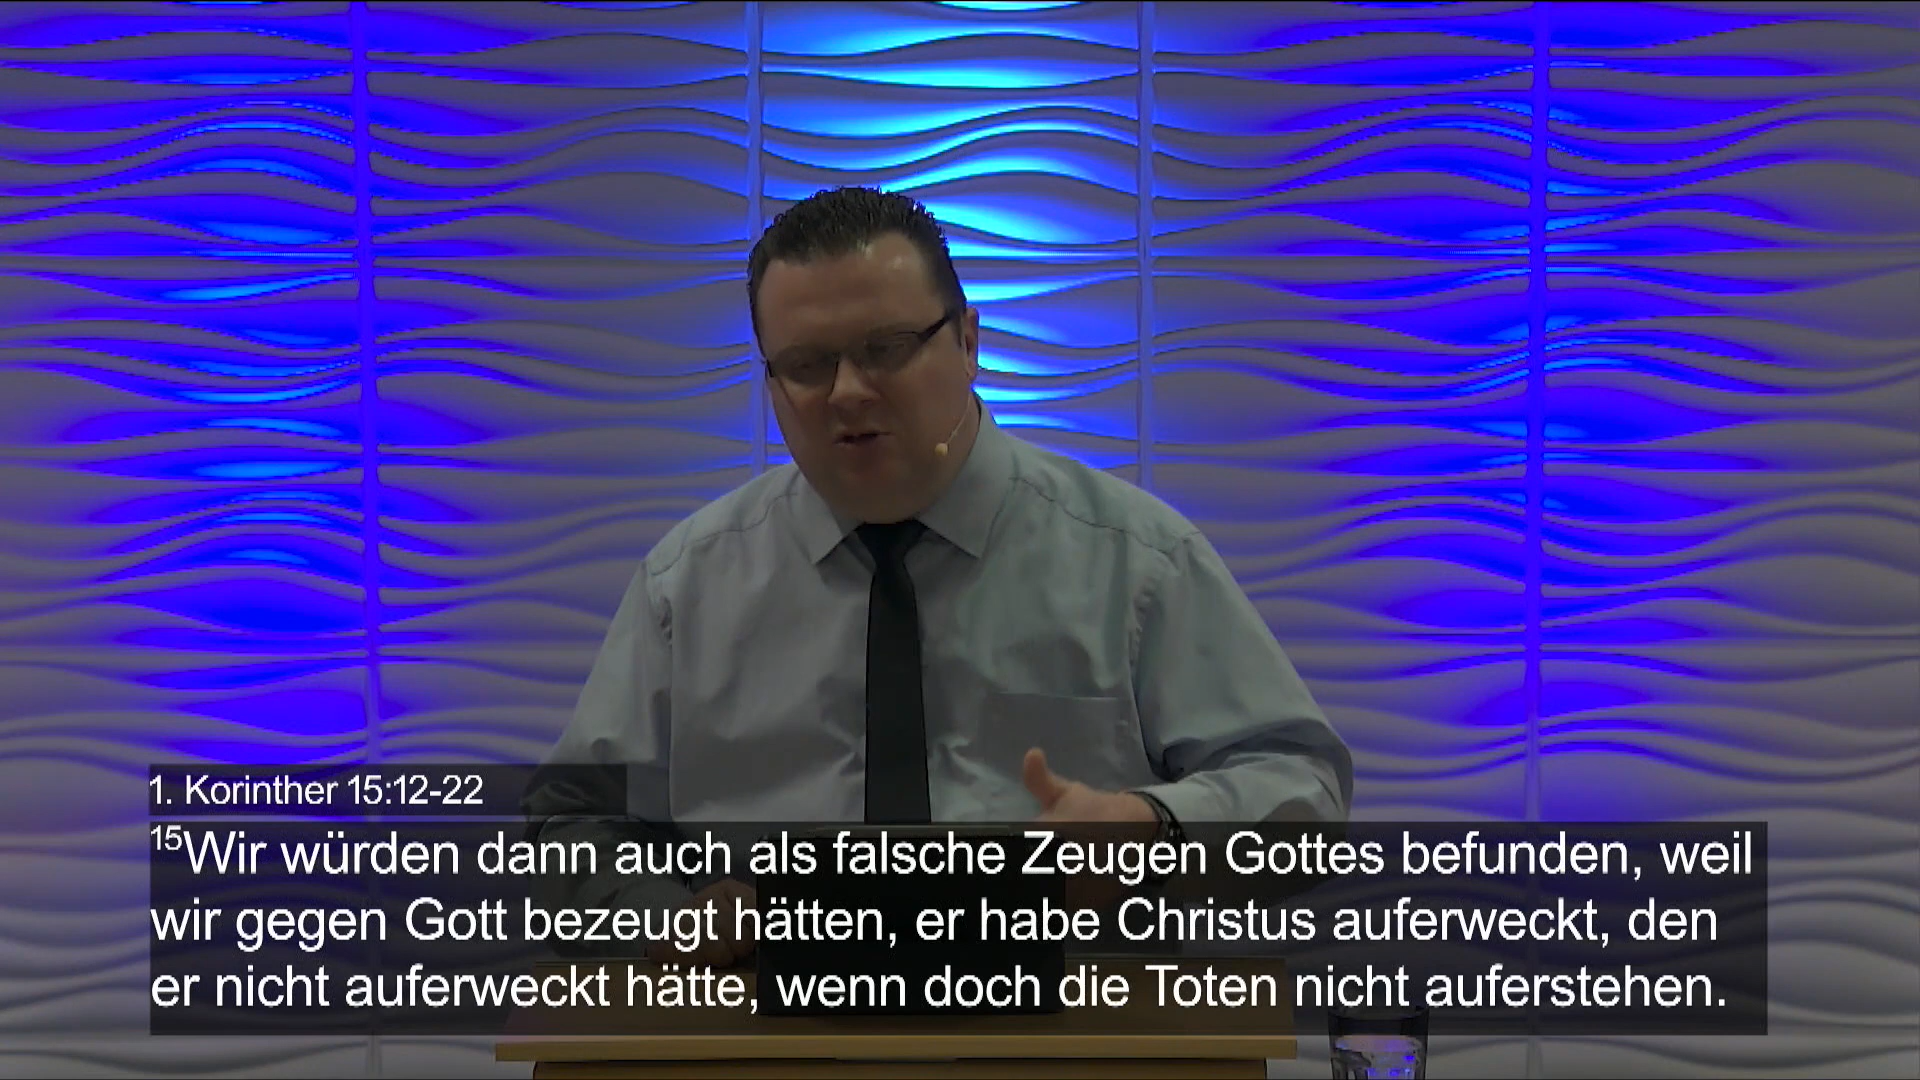 1. Korinther 15:12-22
15Wir würden dann auch als falsche Zeugen Gottes befunden, weil
wir gegen Gott bezeugt hätten, er habe Christus auferweckt, den
er nicht auferweckt hätte, wenn doch die Toten nicht auferstehen.